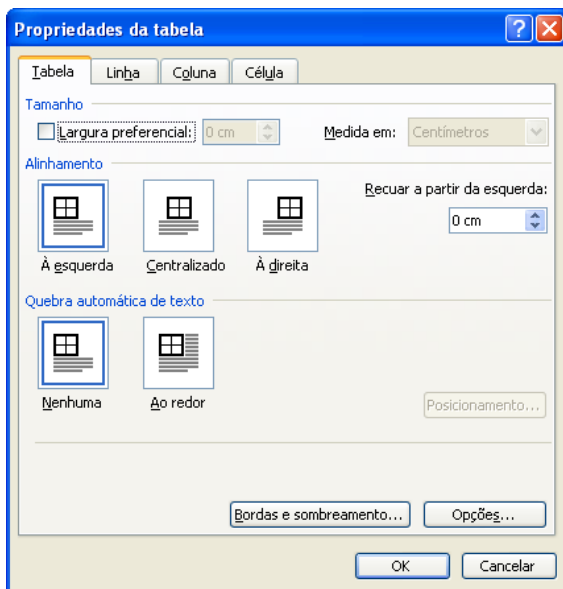 Propriedades da tabela
Tabela Linha Coluna Célula
Tamanho
Largura preferencial: 0 cm Medida em: Centímetros
Alinhamento
Recuar a partir da esquerda:
0 cm
À esquerda Centralizado À direita
Quebra automática de texto
Nenhuma Ao redor
Posicionamento...
Bordas e sombreamento... Opções...
OK Cancelar